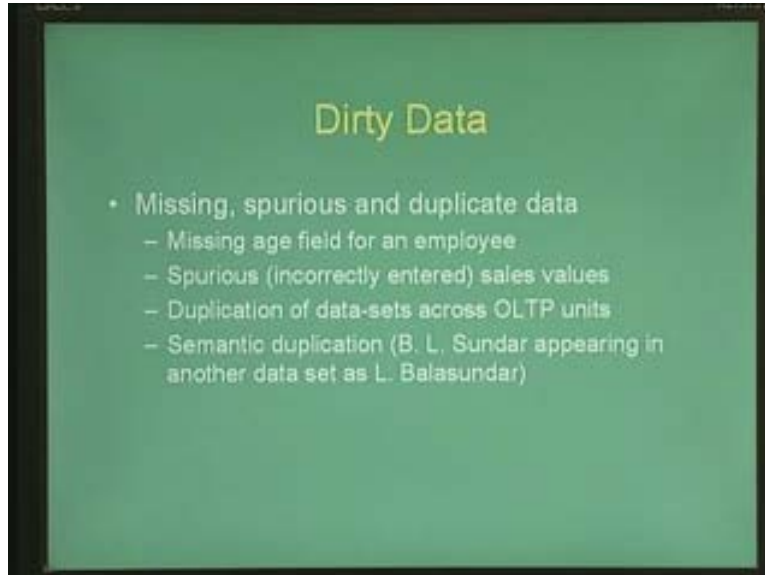 Dirty Data
• Missing, spurious and duplicate data
– Missing age field for an employee
– Spurious (incorrectly entered) sales values
– Duplication of data-sets across OLTP units
– Semantic duplication (B. L. Sundar appearing in
another data set as L. Balasundar)